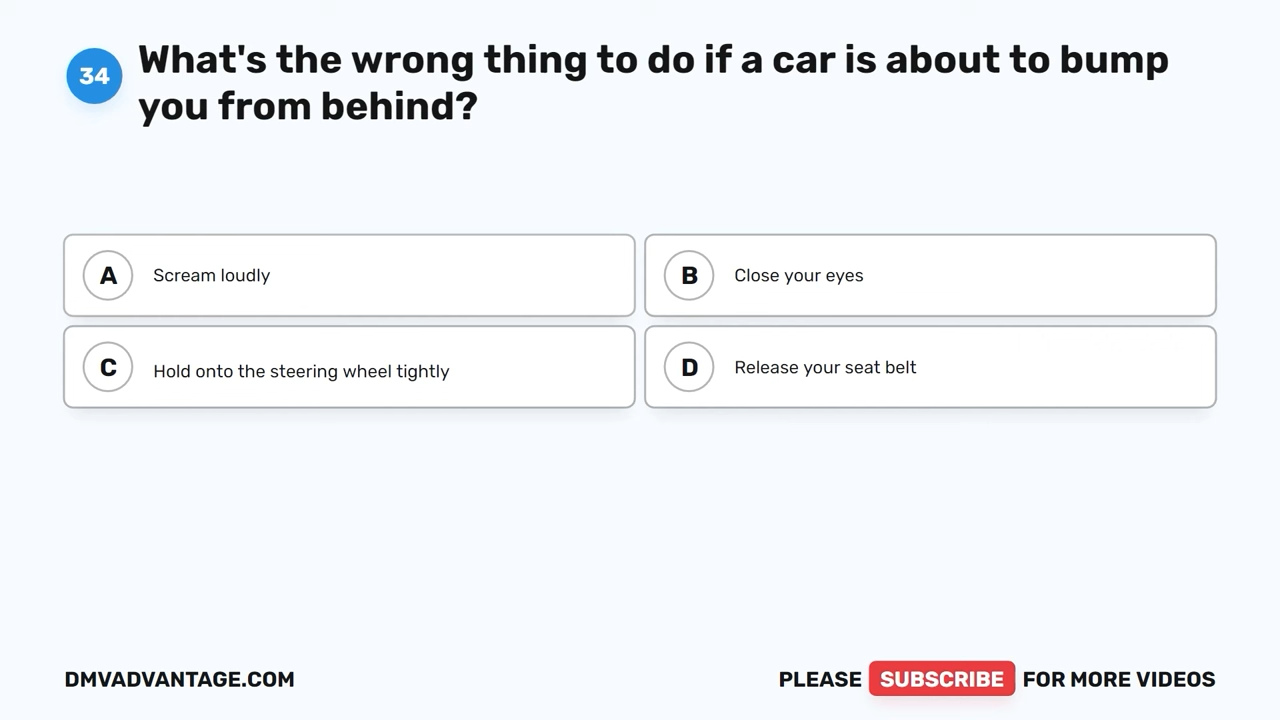 34
What's the wrong thing to do if a car is about to bump
you from behind?
A
Scream loudly
B
Close your eyes
C
Hold onto the steering wheel tightly
D
Release your seat belt
DMVADVANTAGE.COM
PLEASE SUBSCRIBE FOR MORE VIDEOS